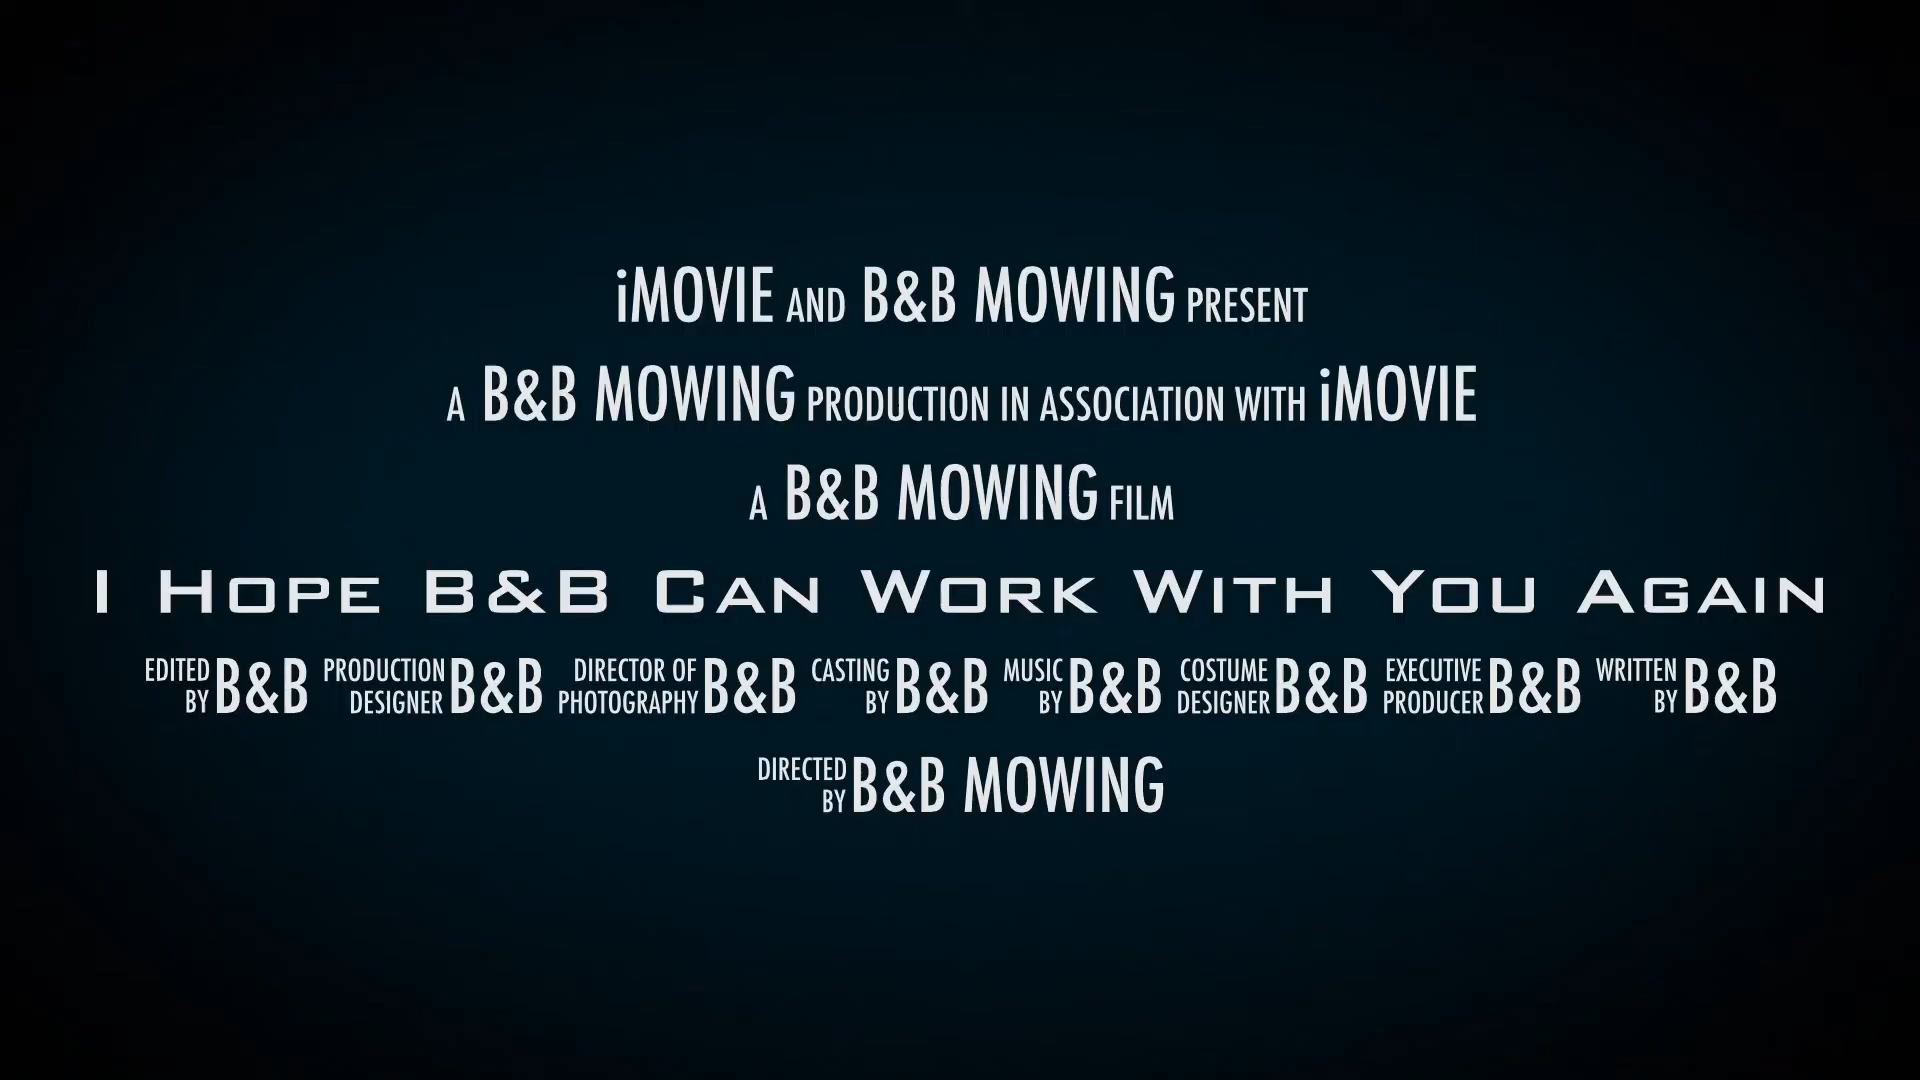 iMOVIE AND B&B MOWING PRESENT
A B&B MOWING PRODUCTION IN ASSOCIATION WITH iMOVIE
A B&B MOWING FILM
I HOPE B&B CAN WORK WITH YOU AGAIN
EDITED BY B&B PRODUCTION DESIGNER B&B DIRECTOR OF PHOTOGRAPHY B&B CASTING BY B&B MUSIC BY B&B COSTUME DESIGNER B&B EXECUTIVE PRODUCER B&B WRITTEN BY B&B
DIRECTED BY B&B MOWING